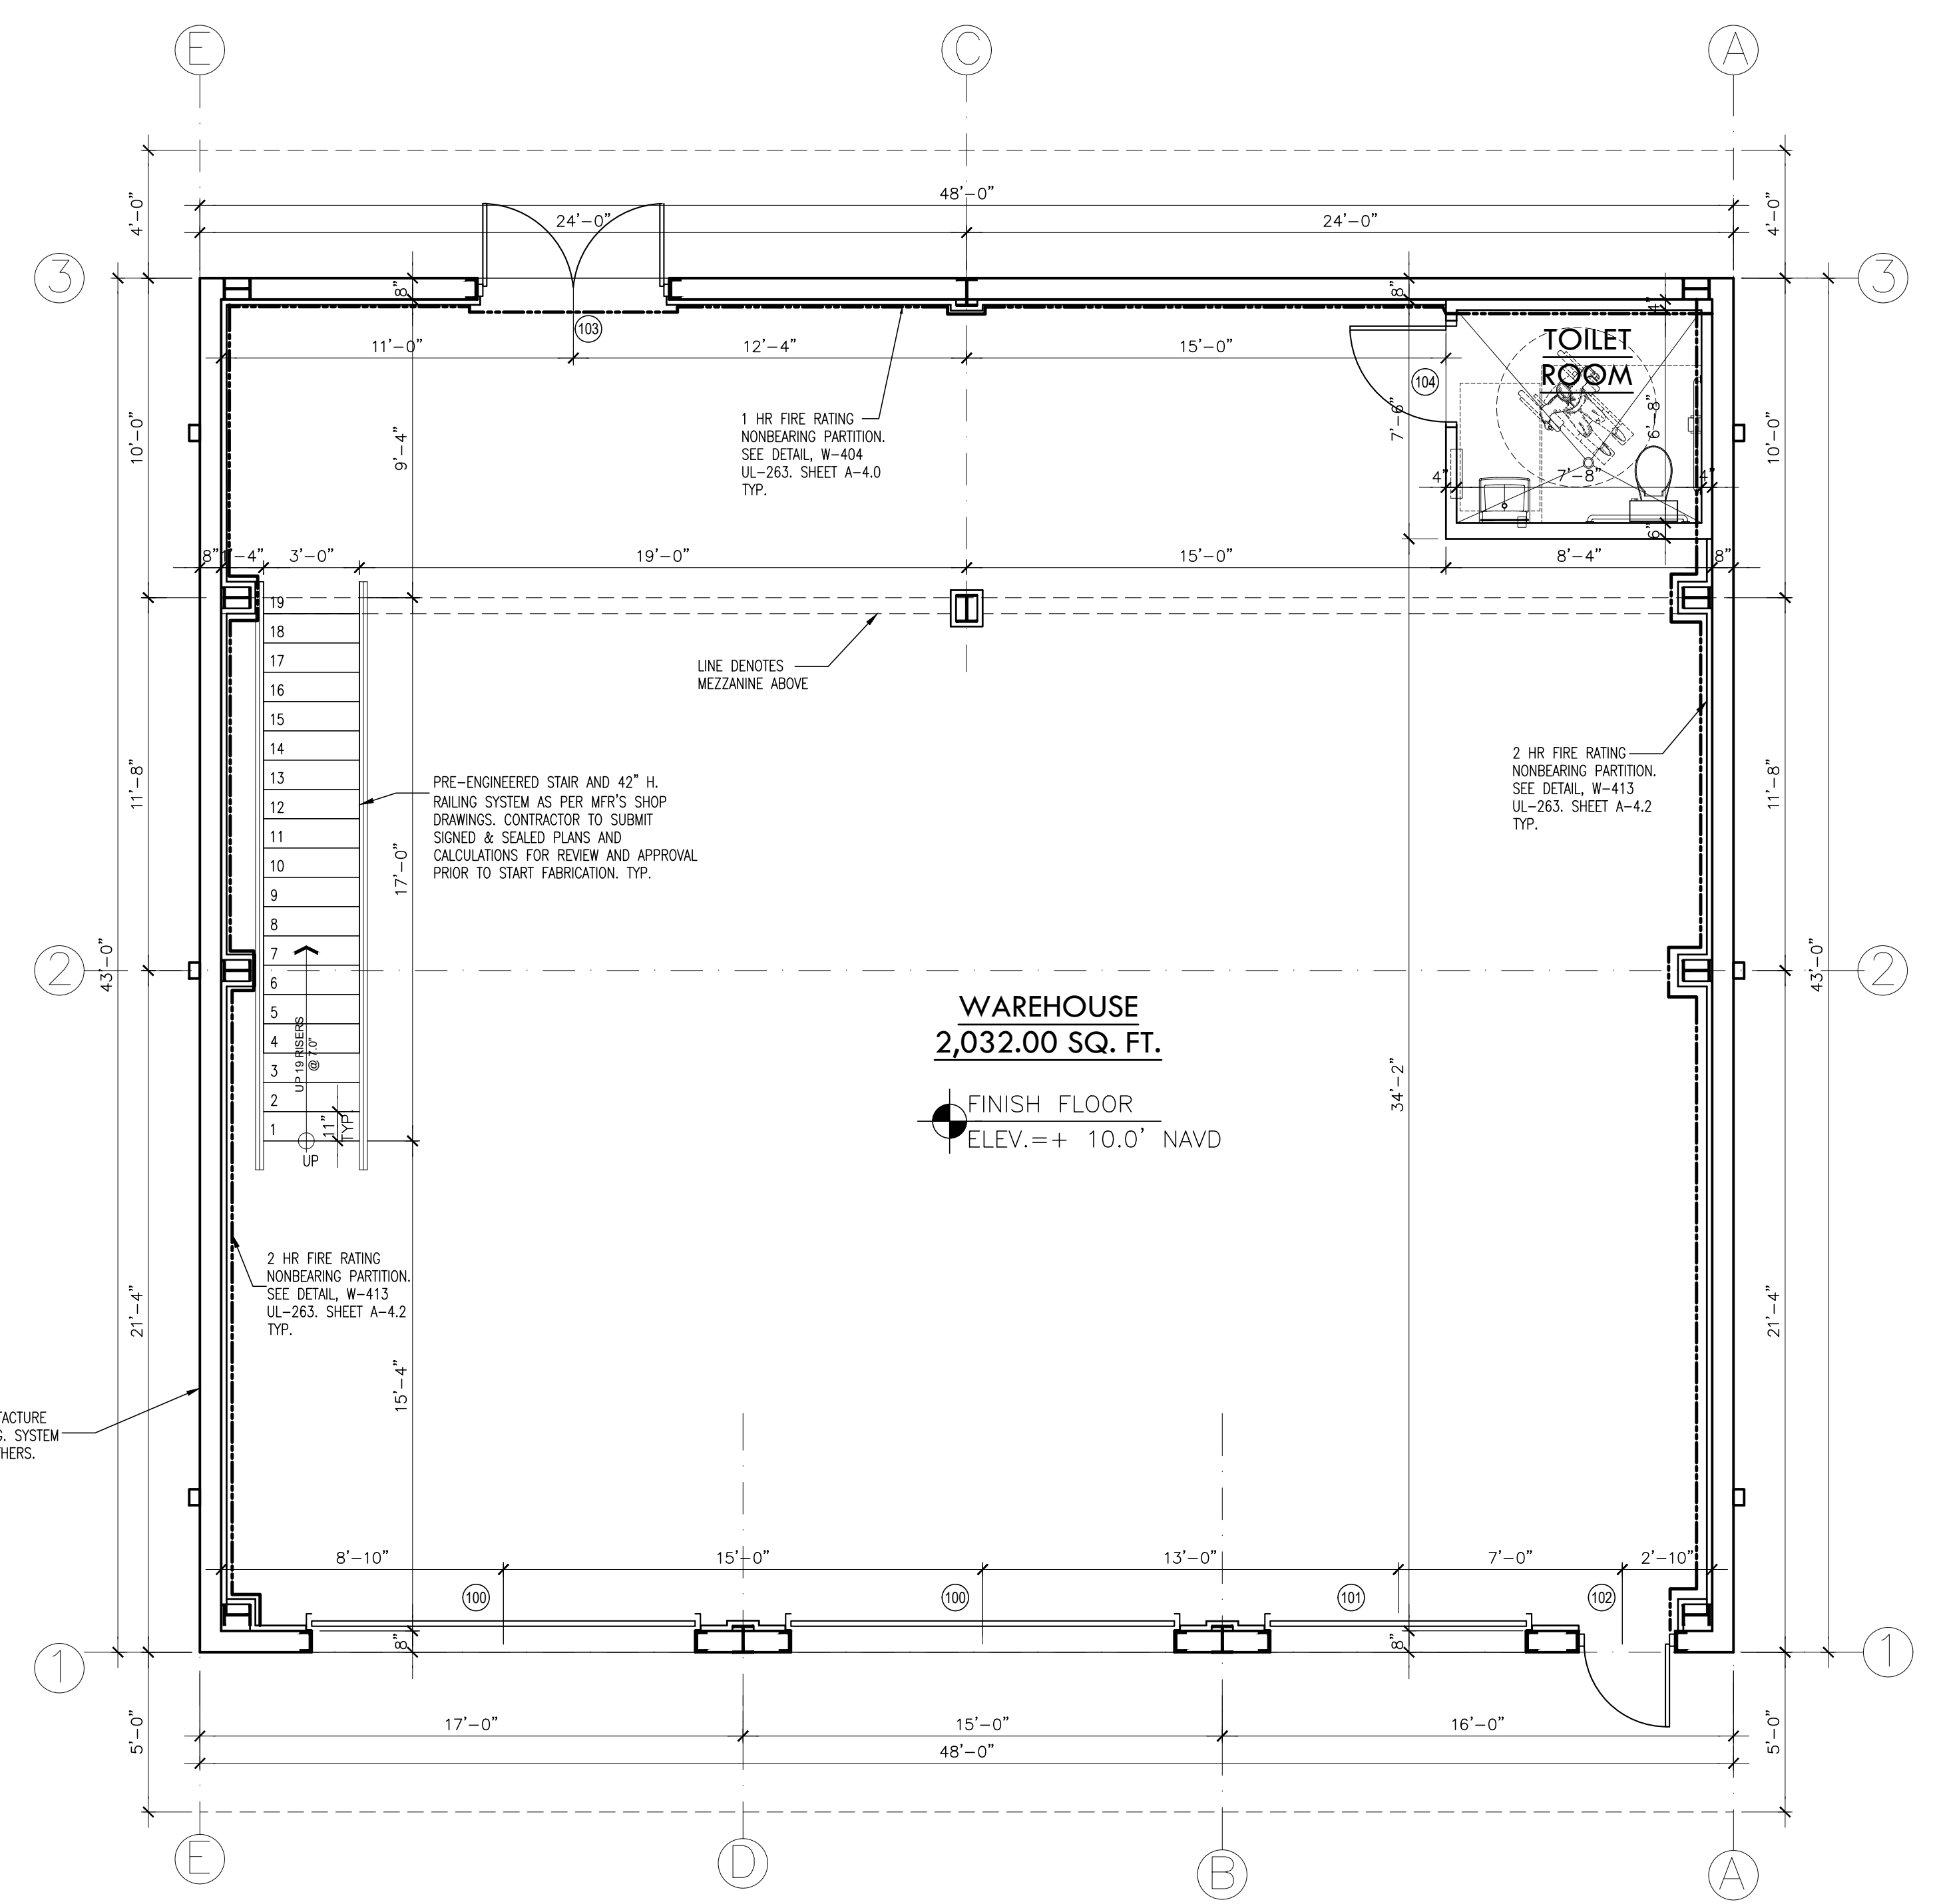 E
C
A
48'-0"
24'-0"
24'-0"
4'-0"
4'-0"
3
3
8"
8"
4"
103
11'-0"
12'-4"
15'-0"
TOILET
ROOM
104
7'-6"
6'-8"
10'-0"
10'-0"
9'-4"
1 HR FIRE RATING
NONBEARING PARTITION.
SEE DETAIL, W-404
UL-263. SHEET A-4.0
TYP.
4"
7'-8"
4"
6"
8"
1'-4"
3'-0"
19'-0"
15'-0"
8'-4"
8"
19
18
17
16
15
14
13
12
11
10
9
8
7
6
5
4
3
2
1
UP 19 RISERS
@ 7.0"
11"
TYP.
UP
LINE DENOTES
MEZZANINE ABOVE
11'-8"
11'-8"
PRE-ENGINEERED STAIR AND 42" H.
RAILING SYSTEM AS PER MFR'S SHOP
DRAWINGS. CONTRACTOR TO SUBMIT
SIGNED & SEALED PLANS AND
CALCULATIONS FOR REVIEW AND APPROVAL
PRIOR TO START FABRICATION. TYP.
17'-0"
2 HR FIRE RATING
NONBEARING PARTITION.
SEE DETAIL, W-413
UL-263. SHEET A-4.2
TYP.
2
2
43'-0"
43'-0"
WAREHOUSE
2,032.00 SQ. FT.
FINISH FLOOR
ELEV.=+ 10.0' NAVD
34'-2"
2 HR FIRE RATING
NONBEARING PARTITION.
SEE DETAIL, W-413
UL-263. SHEET A-4.2
TYP.
21'-4"
21'-4"
15'-4"
FACTURE
G. SYSTEM
THERS.
8'-10"
15'-0"
13'-0"
7'-0"
2'-10"
100
100
101
102
8"
8"
1
1
17'-0"
15'-0"
16'-0"
48'-0"
5'-0"
5'-0"
E
D
B
A